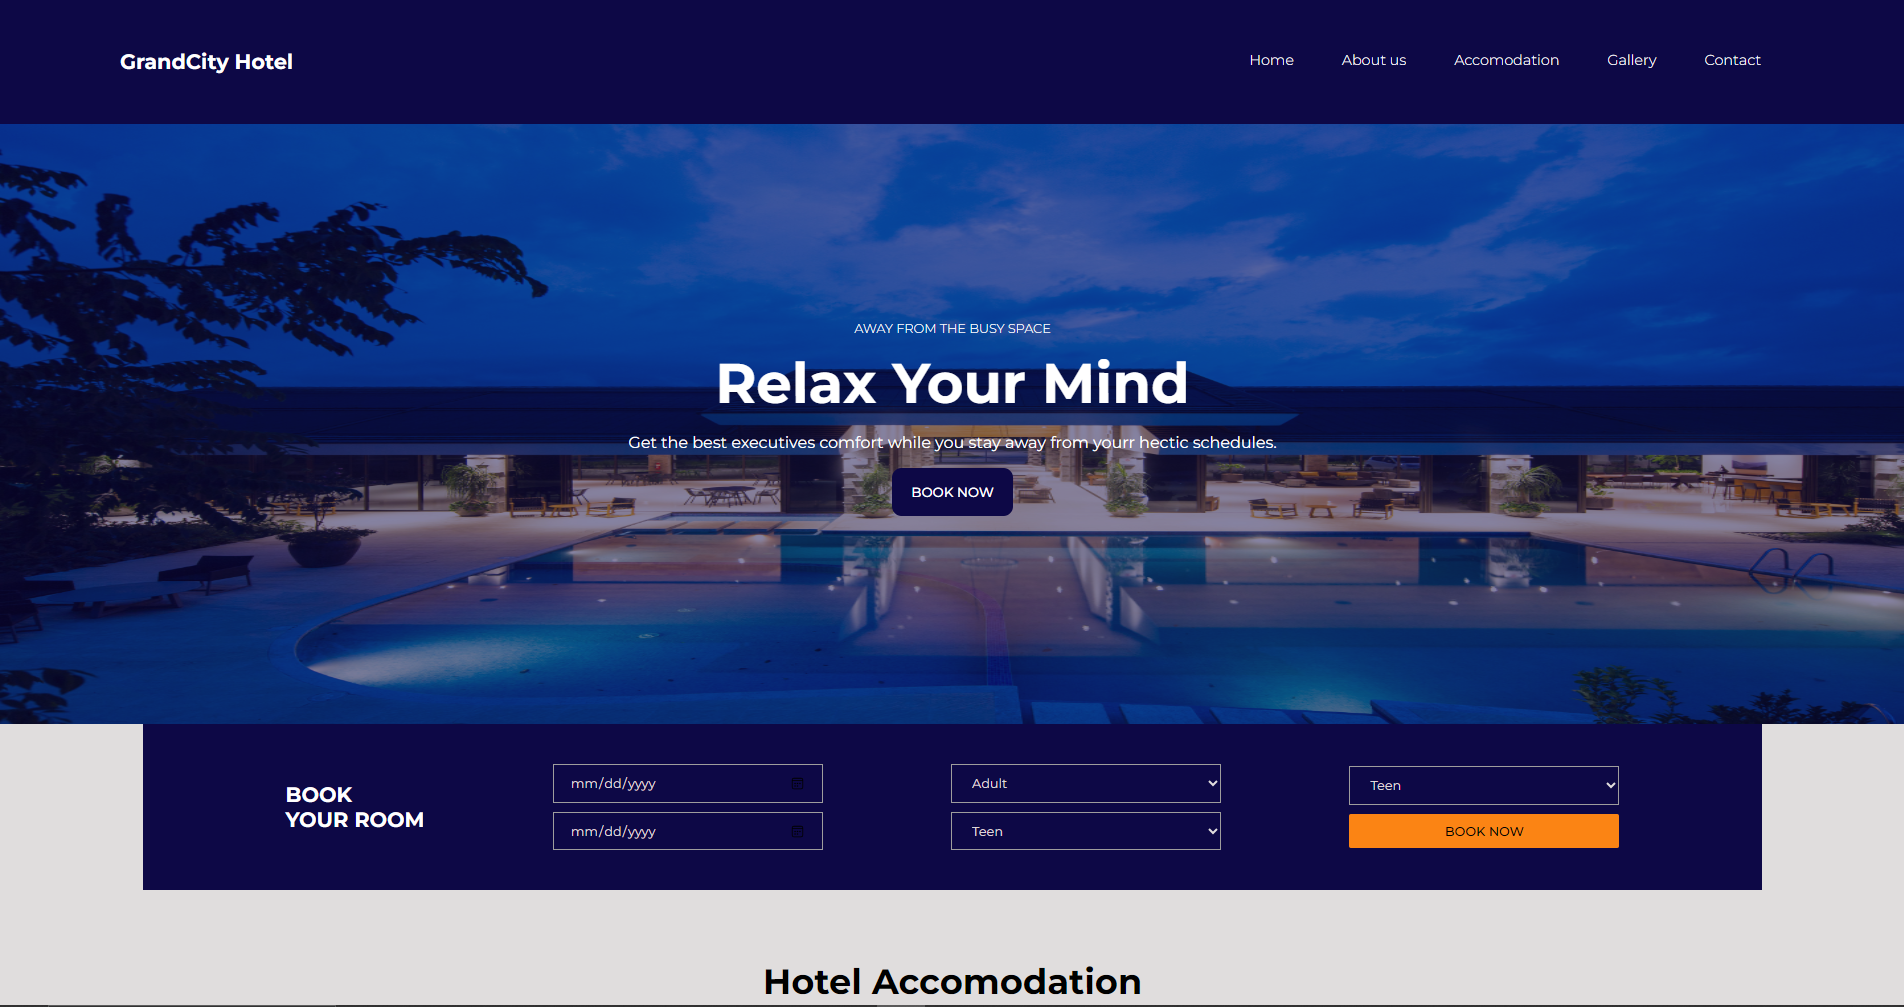 GrandCity Hotel
Home About us Accomodation Gallery Contact
AWAY FROM THE BUSY SPACE
Relax Your Mind
Get the best executives comfort while you stay away from yourr hectic schedules.
BOOK NOW
BOOK
YOUR ROOM
mm/dd/yyyy
mm/dd/yyyy
Adult
Teen
Teen
BOOK NOW
Hotel Accomodation